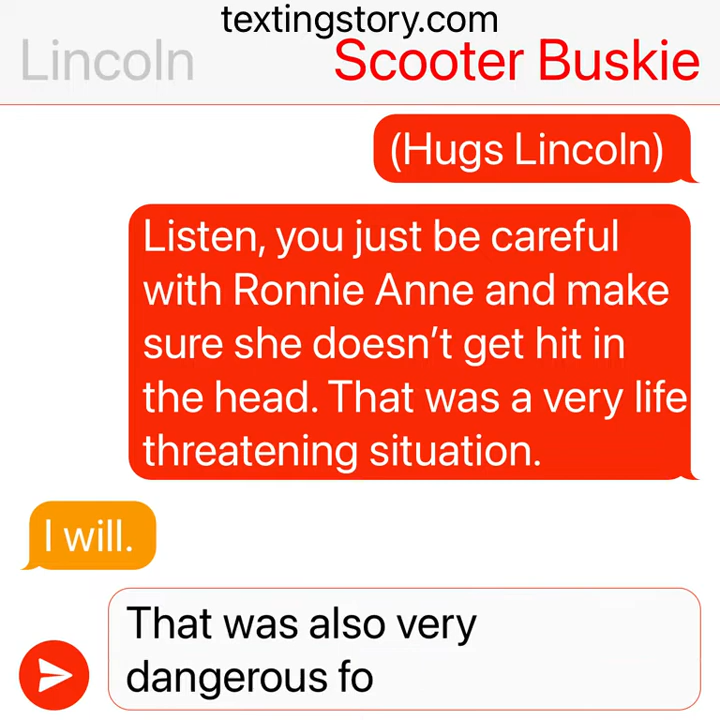 textingstory.com
Lincoln
Scooter Buskie
(Hugs Lincoln)
Listen, you just be careful
with Ronnie Anne and make
sure she doesn’t get hit in
the head. That was a very life
threatening situation.
I will.
That was also very
dangerous fo